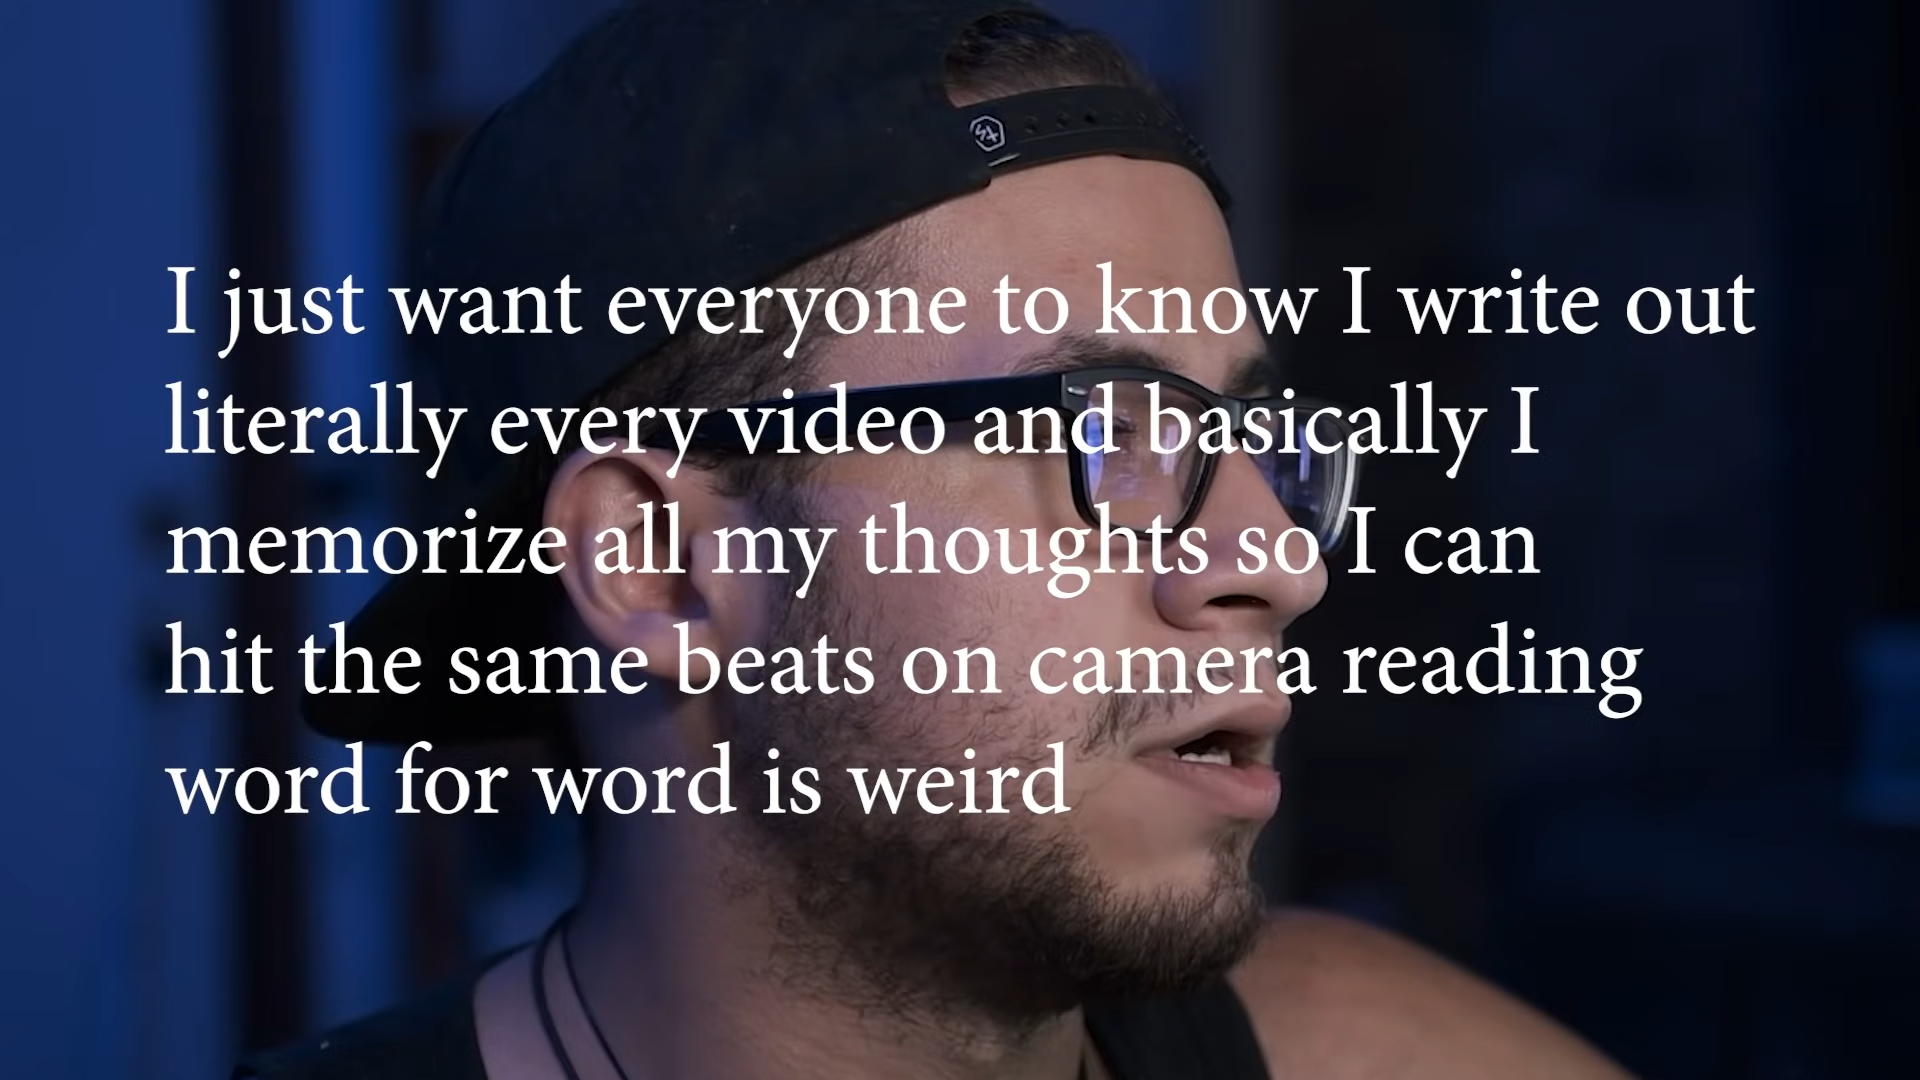 I just want everyone to know I write out
literally every video and basically I
memorize all my thoughts so I can
hit the same beats on camera reading
word for word is weird